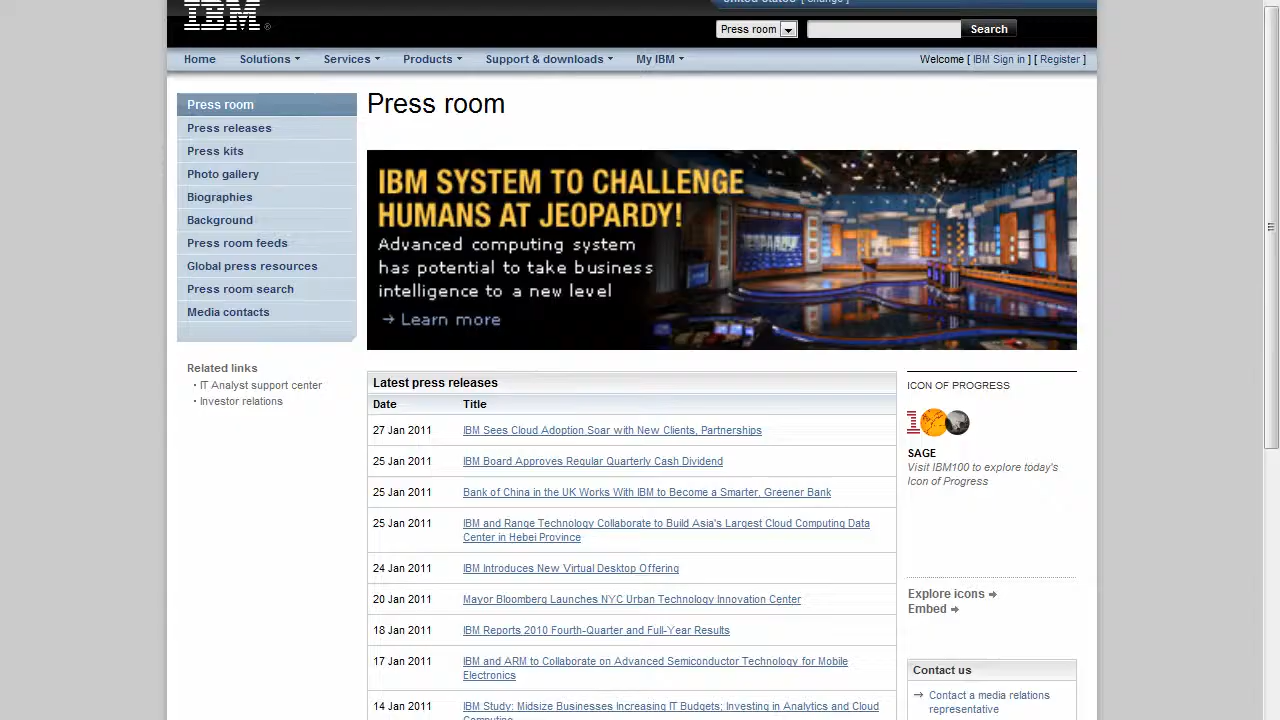 IBM
Press room
Search
Home
Solutions
Services
Products
Support & downloads
My IBM
Welcome [ IBM Sign in ] [ Register ]
Press room
Press releases
Press kits
Photo gallery
Biographies
Background
Press room feeds
Global press resources
Press room search
Media contacts
Related links
IT Analyst support center
Investor relations
Press room
IBM SYSTEM TO CHALLENGE
HUMANS AT JEOPARDY!
Advanced computing system
has potential to take business
intelligence to a new level
→ Learn more
Latest press releases
Date Title
27 Jan 2011 IBM Sees Cloud Adoption Soar with New Clients, Partnerships
25 Jan 2011 IBM Board Approves Regular Quarterly Cash Dividend
25 Jan 2011 Bank of China in the UK Works With IBM to Become a Smarter, Greener Bank
25 Jan 2011 IBM and Range Technology Collaborate to Build Asia's Largest Cloud Computing Data
Center in Hebei Province
24 Jan 2011 IBM Introduces New Virtual Desktop Offering
20 Jan 2011 Mayor Bloomberg Launches NYC Urban Technology Innovation Center
18 Jan 2011 IBM Reports 2010 Fourth-Quarter and Full-Year Results
17 Jan 2011 IBM and ARM to Collaborate on Advanced Semiconductor Technology for Mobile
Electronics
14 Jan 2011 IBM Study: Midsize Businesses Increasing IT Budgets; Investing in Analytics and Cloud
ICON OF PROGRESS
SAGE
Visit IBM100 to explore today's
Icon of Progress
Explore icons →
Embed →
Contact us
→ Contact a media relations
representative